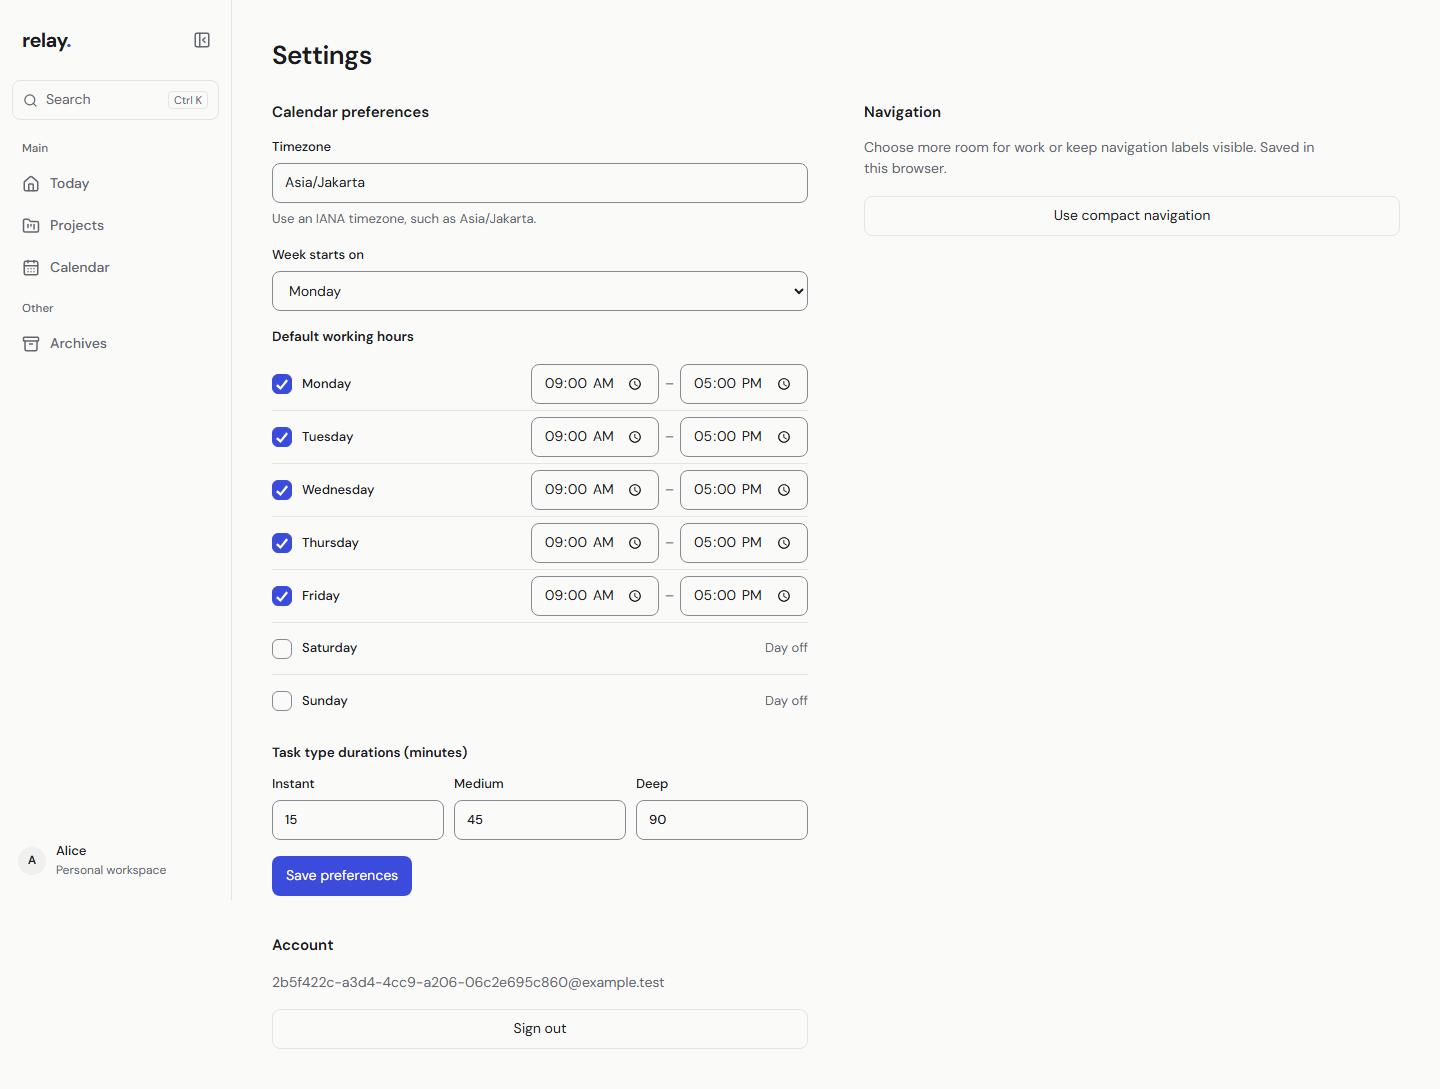 relay.
Search
Ctrl K
Main
Today
Projects
Calendar
Other
Archives
A
Alice
Personal workspace
Settings
Calendar preferences
Timezone
Asia/Jakarta
Use an IANA timezone, such as Asia/Jakarta.
Week starts on
Monday
Default working hours
Monday 09:00 AM – 05:00 PM
Tuesday 09:00 AM – 05:00 PM
Wednesday 09:00 AM – 05:00 PM
Thursday 09:00 AM – 05:00 PM
Friday 09:00 AM – 05:00 PM
Saturday Day off
Sunday Day off
Task type durations (minutes)
Instant Medium Deep
15 45 90
Save preferences
Account
2b5f422c-a3d4-4cc9-a206-06c2e695c860@example.test
Sign out
Navigation
Choose more room for work or keep navigation labels visible. Saved in
this browser.
Use compact navigation